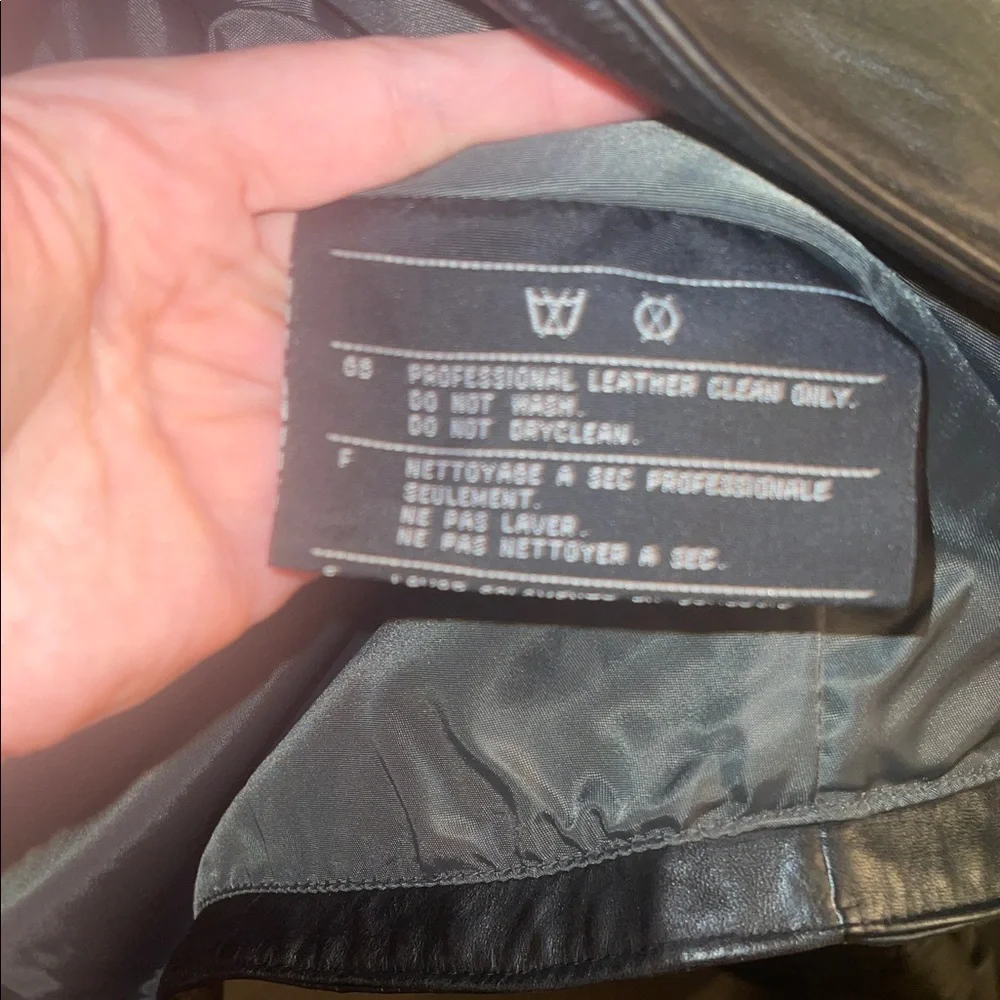 GB PROFESSIONAL LEATHER CLEAN ONLY.
DO NOT WASH.
DO NOT DRYCLEAN.
F NETTOYAGE A SEC PROFESSIONALE
SEULEMENT.
NE PAS LAVER.
NE PAS NETTOYER A SEC.